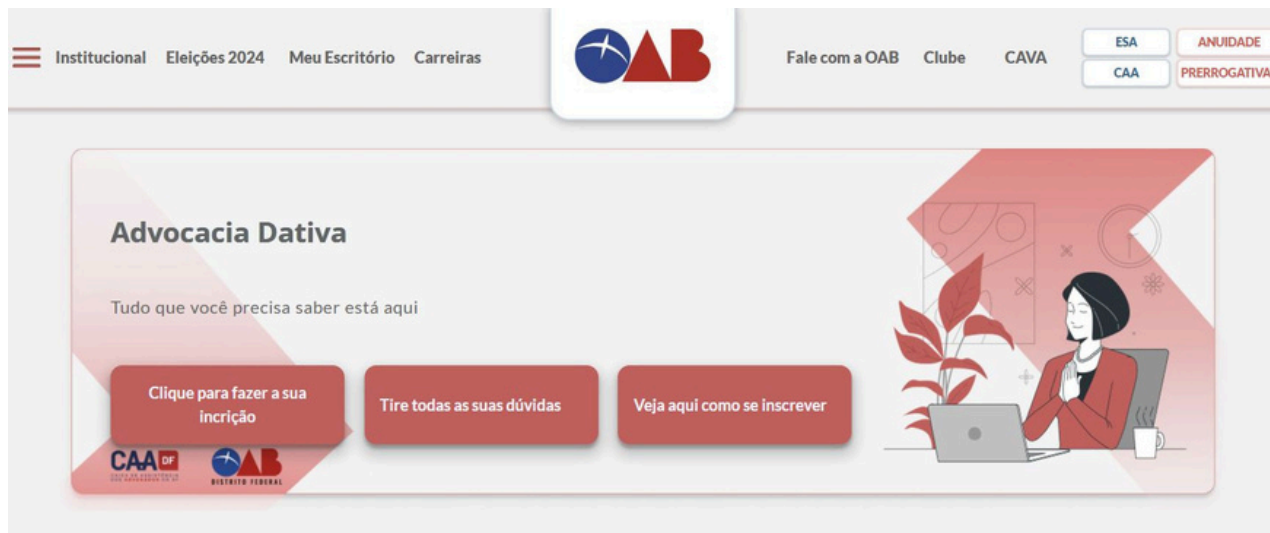 Institucional Eleições 2024 Meu Escritório Carreiras
OAB
Fale com a OAB Clube CAVA
ESA ANUIDADE
CAA PRERROGATIVA
Advocacia Dativa
Tudo que você precisa saber está aqui
Clique para fazer a sua
incrição
Tire todas as suas dúvidas
Veja aqui como se inscrever
CAA DF
OAB
DISTRITO FEDERAL